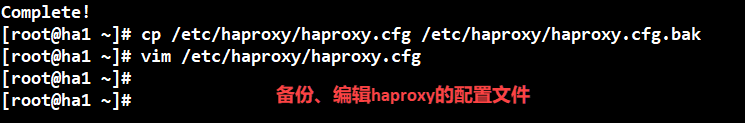 Complete!
[root@ha1 ~]# cp /etc/haproxy/haproxy.cfg /etc/haproxy/haproxy.cfg.bak
[root@ha1 ~]# vim /etc/haproxy/haproxy.cfg
[root@ha1 ~]#
[root@ha1 ~]#
备份、编辑haproxy的配置文件